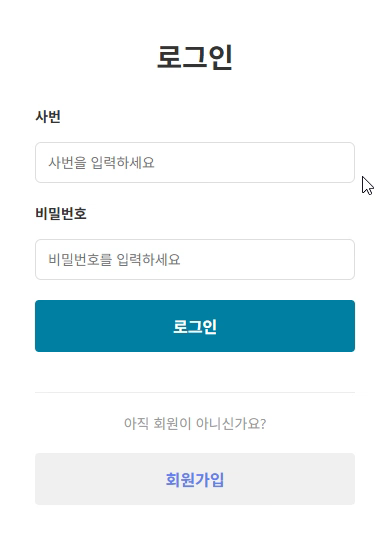 로그인
사번
사번을 입력하세요
비밀번호
비밀번호를 입력하세요
로그인
아직 회원이 아니신가요?
회원가입